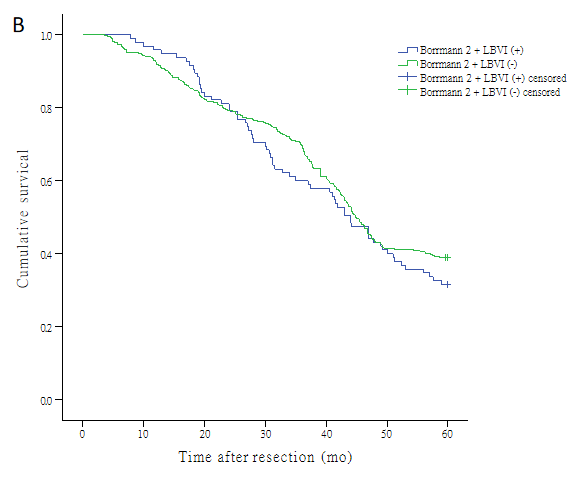 B
Borrmann 2 + LBVI (+)
Borrmann 2 + LBVI (-)
Borrmann 2 + LBVI (+) censored
Borrmann 2 + LBVI (-) censored
Cumulative survical
1.0
0.8
0.6
0.4
0.2
0.0
0 10 20 30 40 50 60
Time after resection (mo)